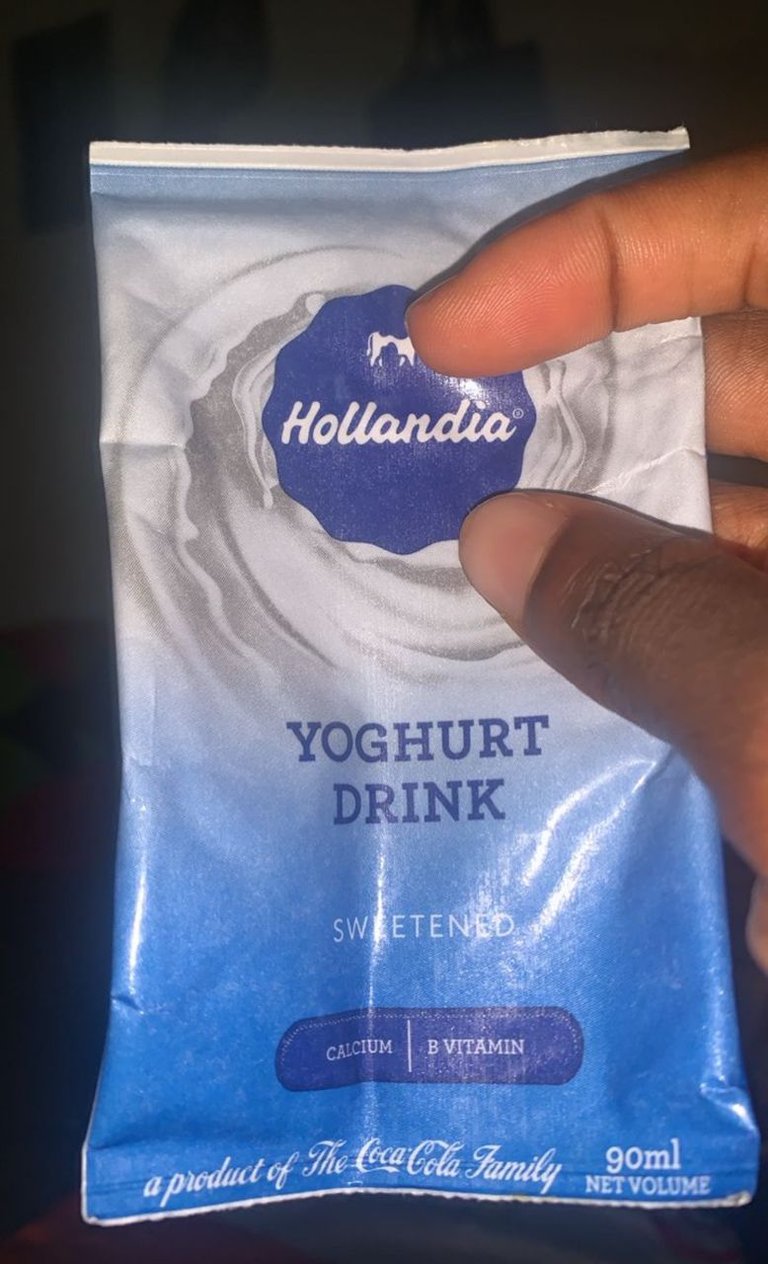 Hollandia®
YOGHURT
DRINK
SWEETENED
CALCIUM | B VITAMIN
a product of The Coca-Cola Family
90ml
NET VOLUME